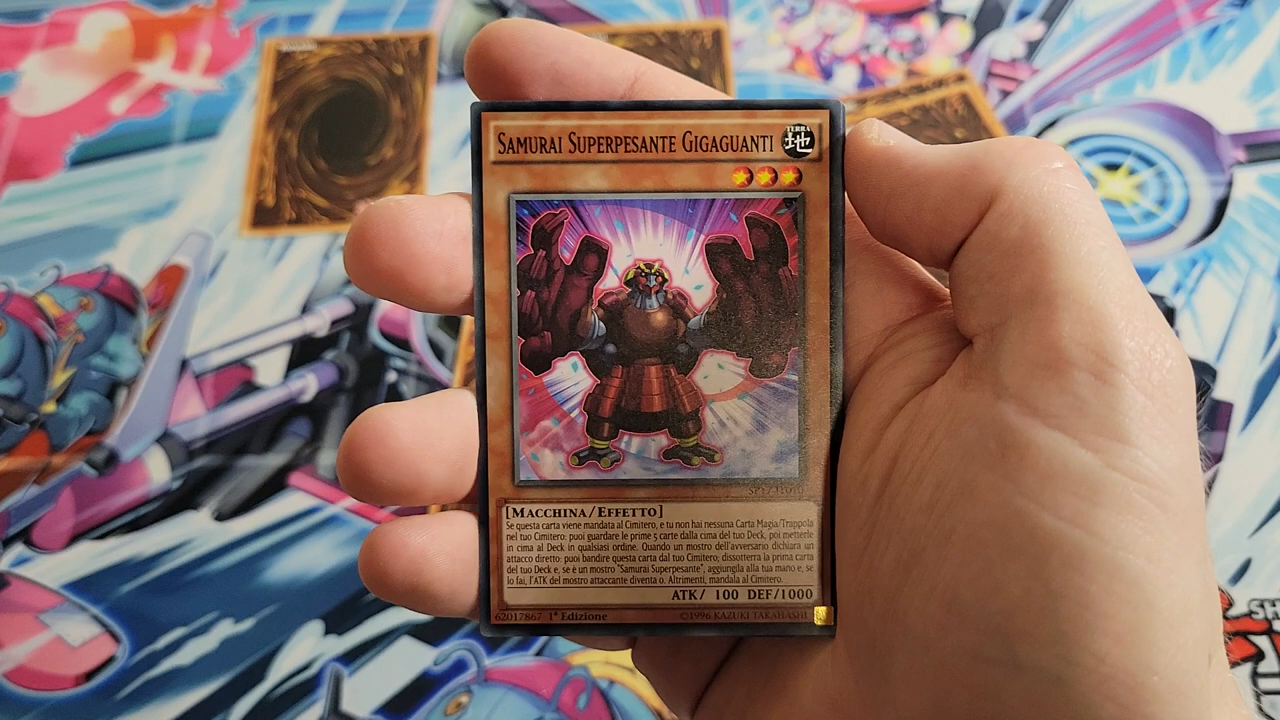 SAMURAI SUPERPESANTE GIGAGUANTI
TERRA
地
[MACCHINA/EFFETTO]
Se questa carta viene mandata al Cimitero, e tu non hai nessuna Carta Magia/Trappola
nel tuo Cimitero: puoi guardare le prime 5 carte dalla cima del tuo Deck, poi metterle
in cima al Deck in qualsiasi ordine. Quando un mostro dell'avversario dichiara un
attacco diretto: puoi bandire questa carta dal tuo Cimitero; dissotterra la prima carta
del tuo Deck e, se è un mostro "Samurai Superpesante", aggiungila alla tua mano e, se
lo fai, l'ATK del mostro attaccante diventa 0. Altrimenti, mandala al Cimitero.
ATK/ 100 DEF/1000
62017867 1ª Edizione
©1996 KAZUKI TAKAHASHI